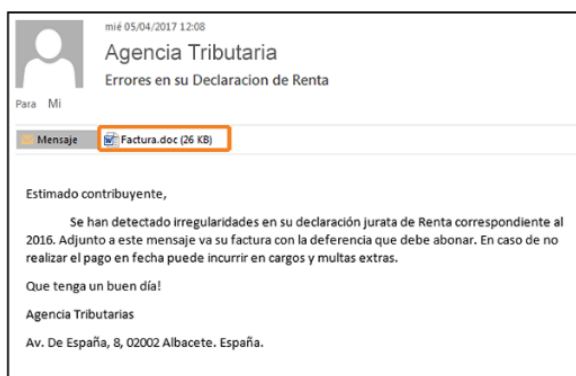 mié 05/04/2017 12:08
Agencia Tributaria
Errores en su Declaracion de Renta
Para Mi
Mensaje Factura.doc (26 KB)
Estimado contribuyente,
Se han detectado irregularidades en su declaración jurata de Renta correspondiente al
2016. Adjunto a este mensaje va su factura con la deferencia que debe abonar. En caso de no
realizar el pago en fecha puede incurrir en cargos y multas extras.
Que tenga un buen día!
Agencia Tributarias
Av. De España, 8, 02002 Albacete. España.